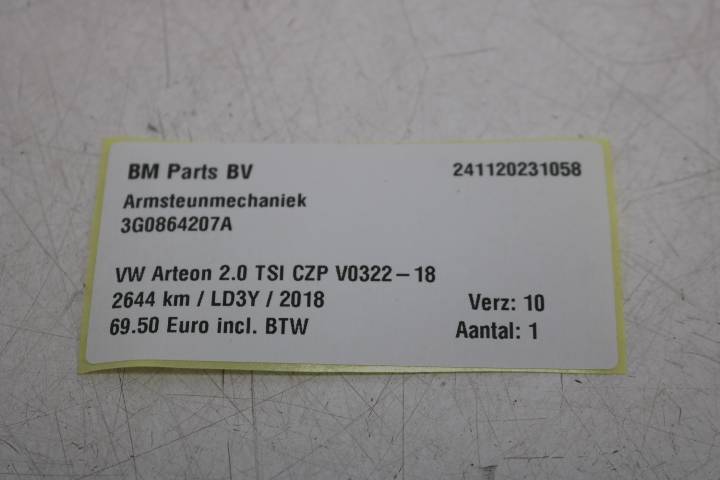 BM Parts BV 241120231058
Armsteunmechaniek
3G0864207A
VW Arteon 2.0 TSI CZP V0322-18
2644 km / LD3Y / 2018 Verz: 10
69.50 Euro incl. BTW Aantal: 1